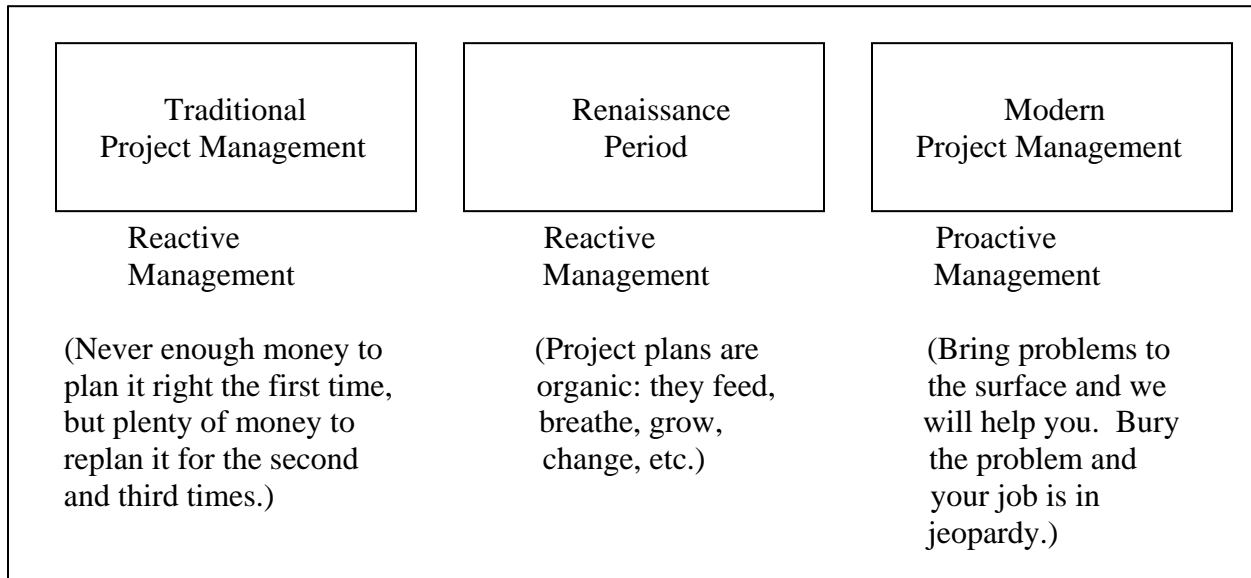 Traditional
Project Management
Reactive
Management
(Never enough money to
plan it right the first time,
but plenty of money to
replan it for the second
and third times.)
Renaissance
Period
Reactive
Management
(Project plans are
organic: they feed,
breathe, grow,
change, etc.)
Modern
Project Management
Proactive
Management
(Bring problems to
the surface and we
will help you.  Bury
the problem and
your job is in
jeopardy.)